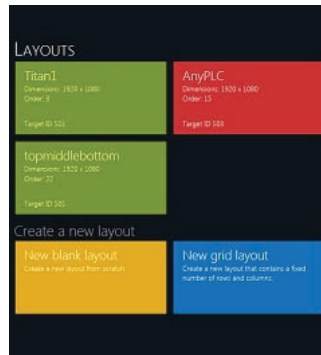 LAYOUTS
Titan1
Dimensions: 1920 x 1080
Order: 3
Target ID 501
AnyPLC
Dimensions: 1920 x 1080
Order: 15
Target ID 500
topmiddlebottom
Dimensions: 1920 x 1080
Order: 22
Target ID 501
Create a new layout
New blank layout
Create a new layout from scratch
New grid layout
Create a new layout that contains a fixed
number of rows and columns.